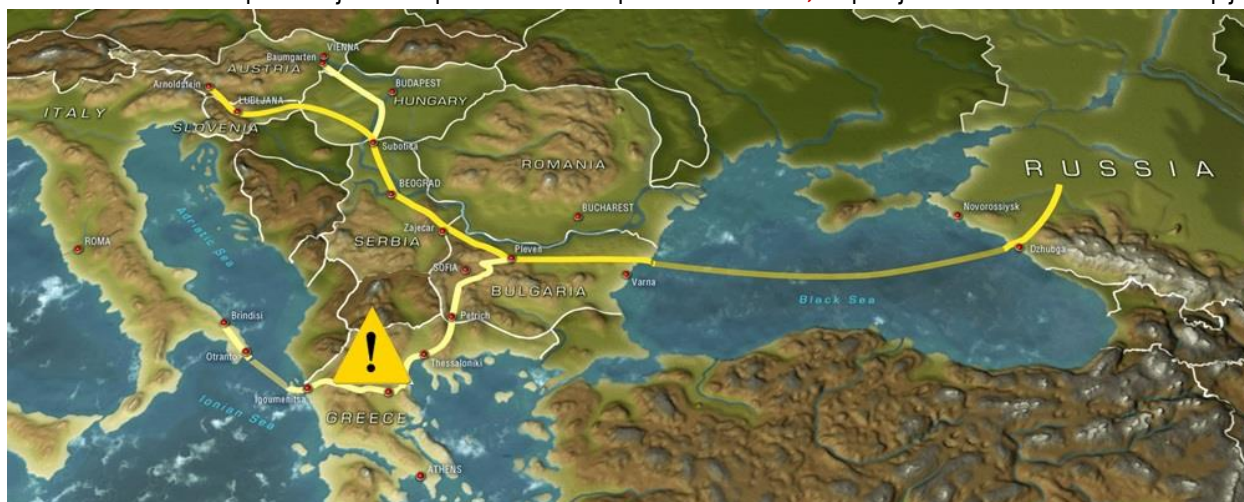 VIENNA
Baumgarten
AUSTRIA
BUDAPEST
HUNGARY
Arnoldstein
LUBLJANA
ITALY
SLOVENIA
Subotica
ROMANIA
RUSSIA
BEOGRAD
BUCHAREST
Novorossiysk
Adriatic Sea
Zajecar
SERBIA
ROMA
Pleven
Dzhubga
SOFIA
BULGARIA
Varna
Black Sea
Brindisi
Petrich
!
Otranto
Thessaloniki
Igoumenitsa
Ionian Sea
GREECE
ATHENS